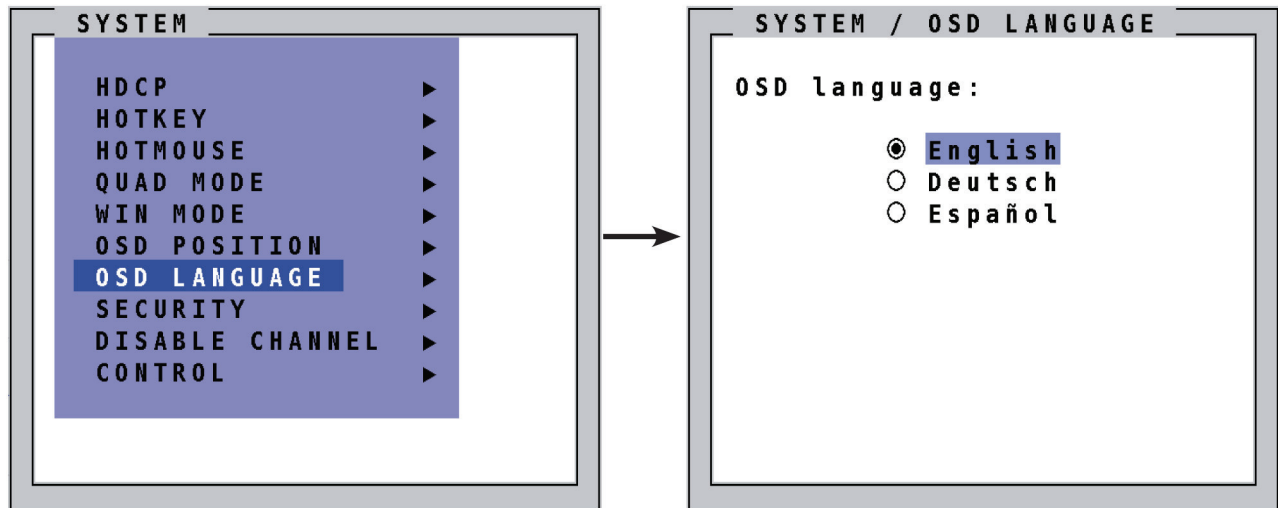 SYSTEM
HDCP
HOTKEY
HOTMOUSE
QUAD MODE
WIN MODE
OSD POSITION
OSD LANGUAGE
SECURITY
DISABLE CHANNEL
CONTROL
SYSTEM / OSD LANGUAGE
OSD language:
English
Deutsch
Español